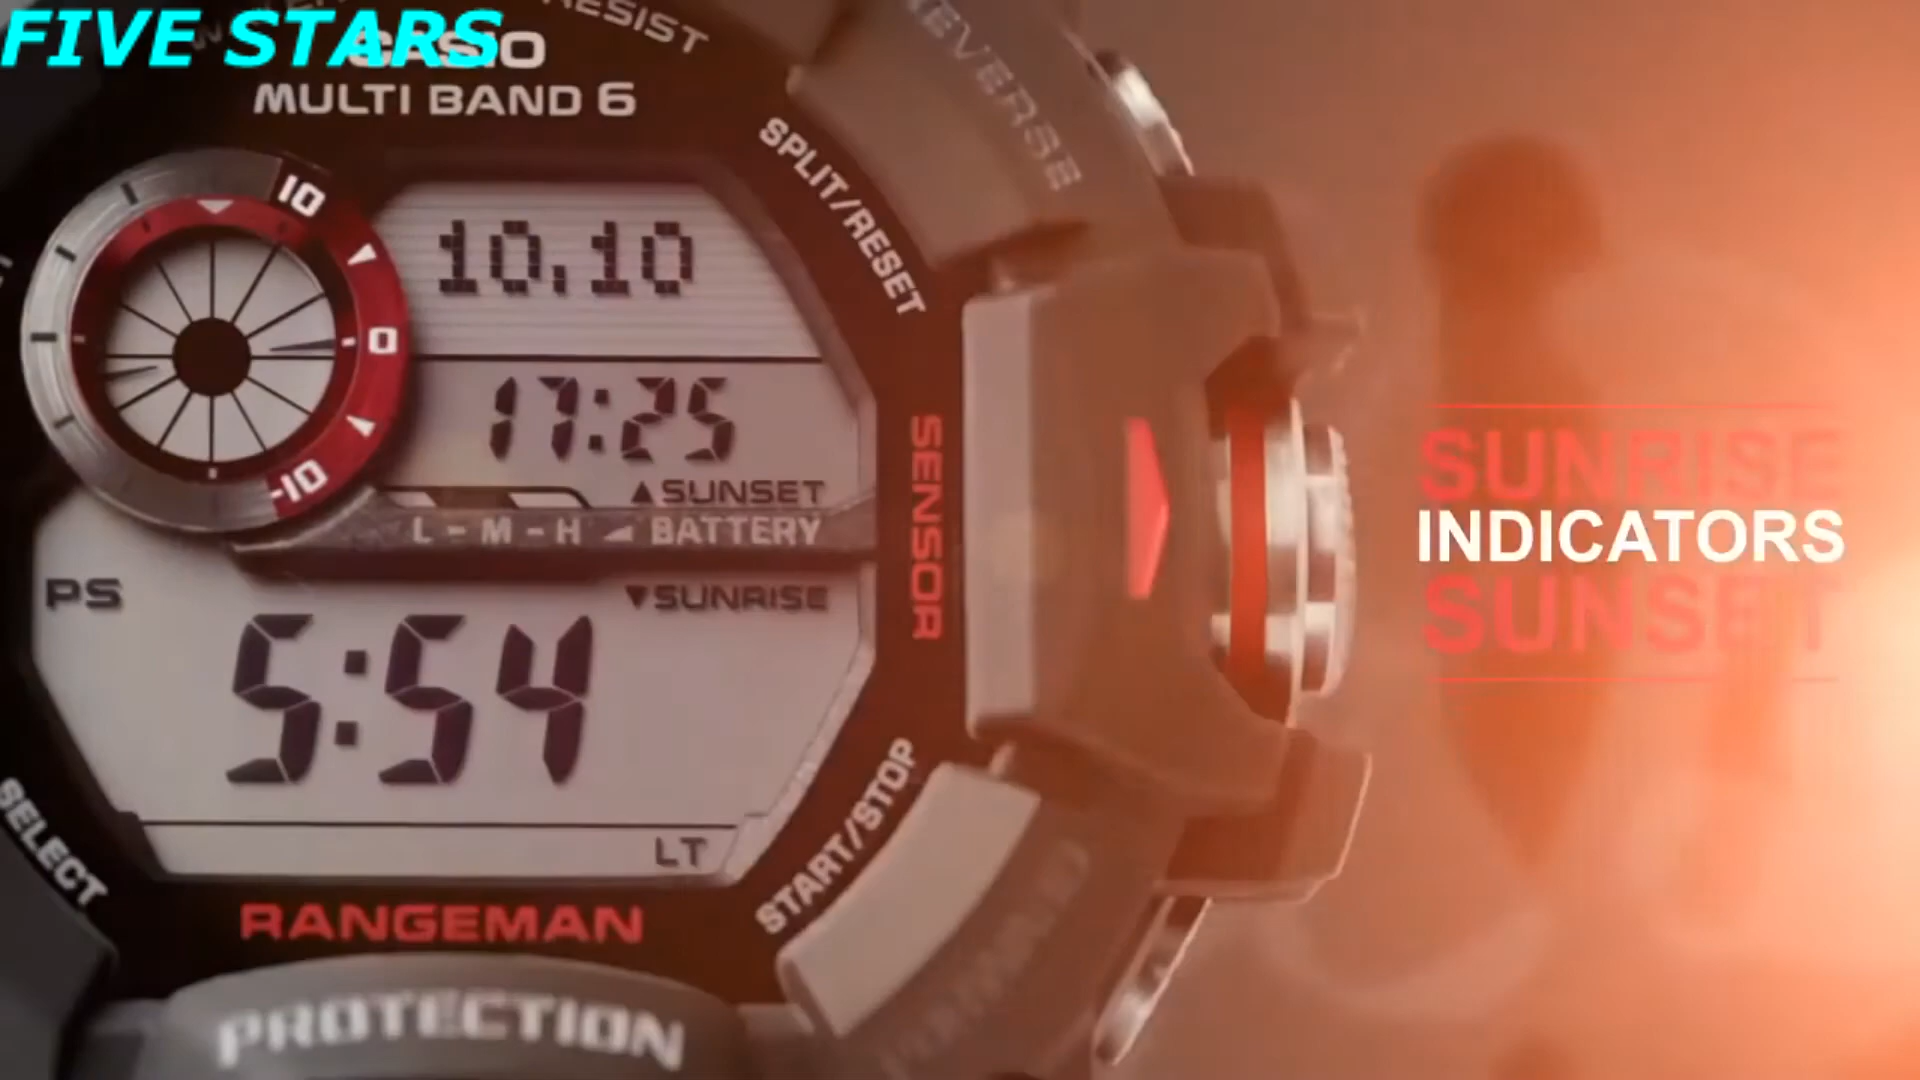 FIVE STARS
RESIST
CASIO
MULTI BAND 6
REVERSE
SPLIT/RESET
10
0
-10
10.10
17:25
▲SUNSET
L - M - H ◢ BATTERY
SENSOR
PS
▼SUNRISE
5:54
LT
SELECT
START/STOP
RANGEMAN
PROTECTION
SUNRISE
INDICATORS
SUNSET